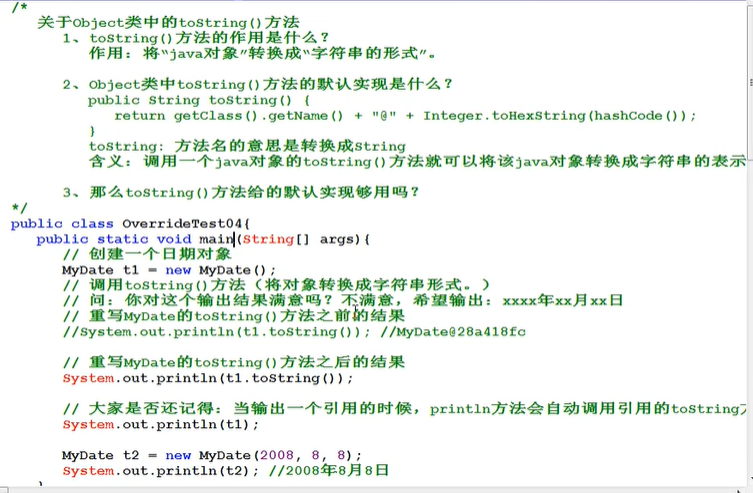 /*
关于Object类中的toString()方法
1、toString()方法的作用是什么?
作用：将“java对象”转换成“字符串的形式”。
2、Object类中toString()方法的默认实现是什么?
public String toString() {
return getClass().getName() + "@" + Integer.toHexString(hashCode());
}
toString: 方法名的意思是转换成String
含义：调用一个java对象的toString()方法就可以将该java对象转换成字符串的表示
3、那么toString()方法给的默认实现够用吗?
*/
public class OverrideTest04{
public static void main(String[] args){
// 创建一个日期对象
MyDate t1 = new MyDate();
// 调用toString()方法（将对象转换成字符串形式。）
// 问：你对这个输出结果满意吗？不满意，希望输出：xxxx年xx月xx日
// 重写MyDate的toString()方法之前的结果
//System.out.println(t1.toString()); //MyDate@28a418fc
// 重写MyDate的toString()方法之后的结果
System.out.println(t1.toString());
// 大家是否还记得：当输出一个引用的时候，println方法会自动调用引用的toString
System.out.println(t1);
MyDate t2 = new MyDate(2008, 8, 8);
System.out.println(t2); //2008年8月8日